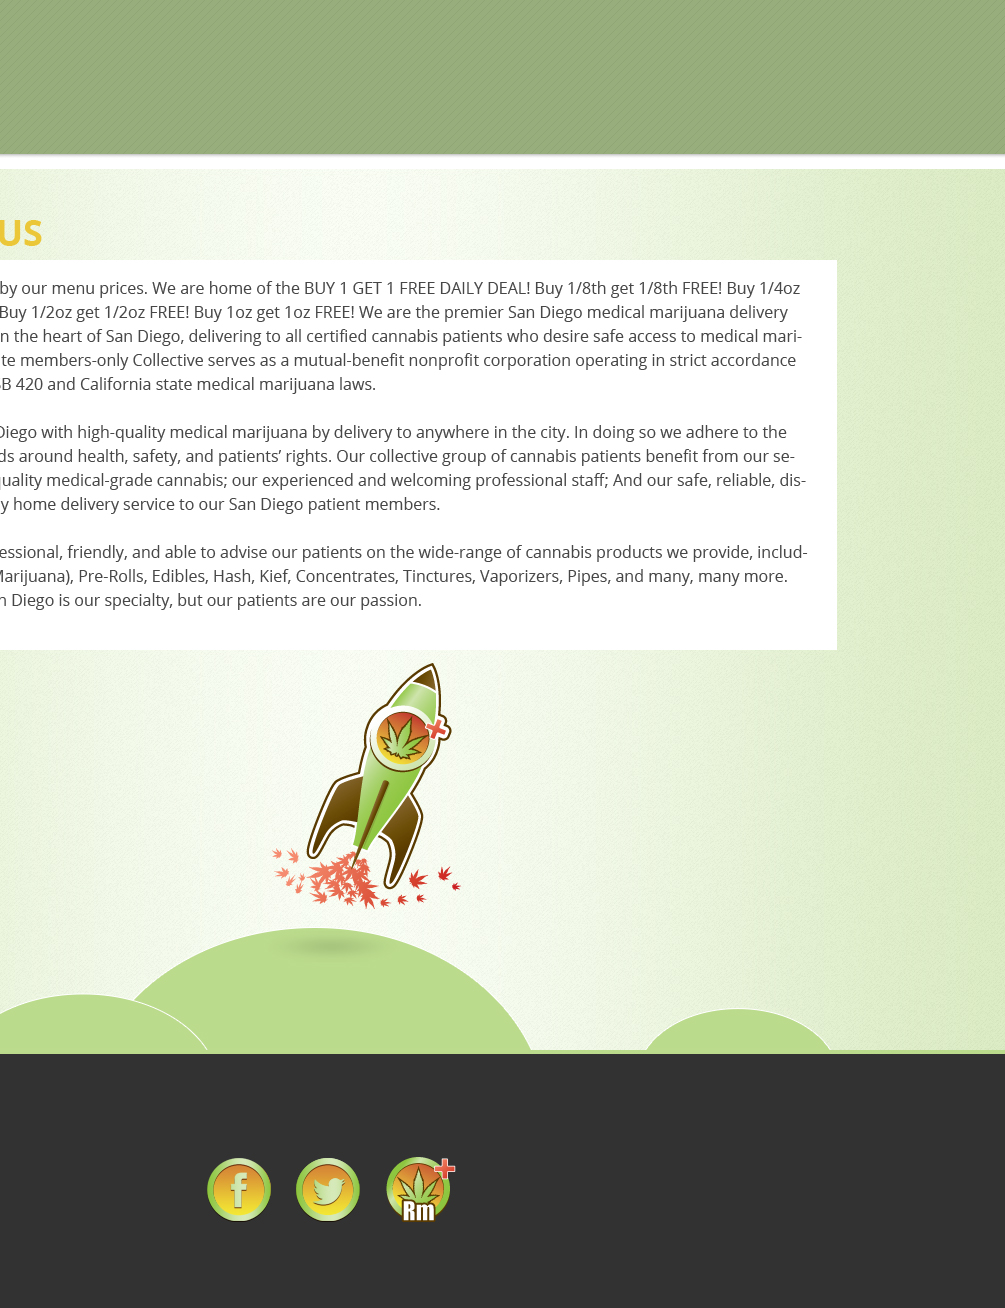 US
by our menu prices. We are home of the BUY 1 GET 1 FREE DAILY DEAL! Buy 1/8th get 1/8th FREE! Buy 1/4oz
Buy 1/2oz get 1/2oz FREE! Buy 1oz get 1oz FREE! We are the premier San Diego medical marijuana delivery
n the heart of San Diego, delivering to all certified cannabis patients who desire safe access to medical mari-
te members-only Collective serves as a mutual-benefit nonprofit corporation operating in strict accordance
SB 420 and California state medical marijuana laws.
Diego with high-quality medical marijuana by delivery to anywhere in the city. In doing so we adhere to the
ds around health, safety, and patients’ rights. Our collective group of cannabis patients benefit from our se-
quality medical-grade cannabis; our experienced and welcoming professional staff; And our safe, reliable, dis-
y home delivery service to our San Diego patient members.
essional, friendly, and able to advise our patients on the wide-range of cannabis products we provide, includ-
Marijuana), Pre-Rolls, Edibles, Hash, Kief, Concentrates, Tinctures, Vaporizers, Pipes, and many, many more.
n Diego is our specialty, but our patients are our passion.
f
Rm